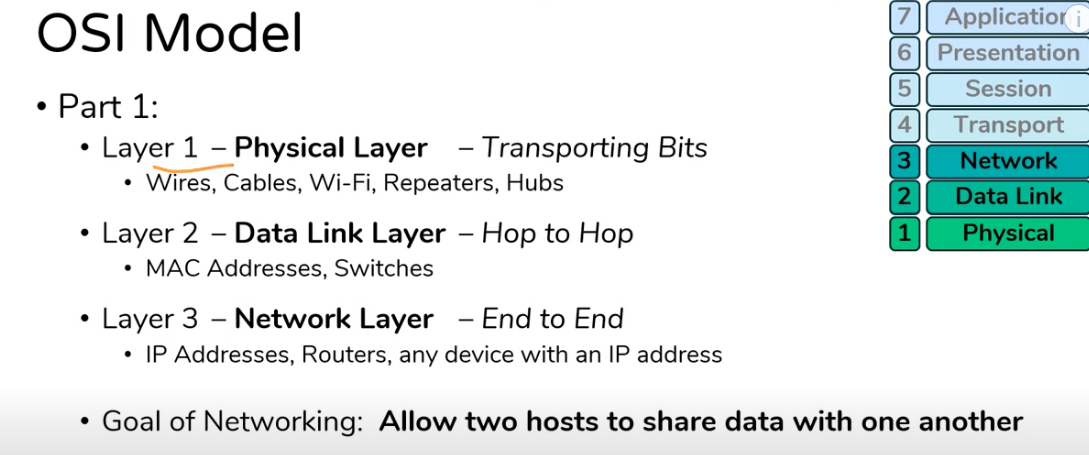 OSI Model
• Part 1:
• Layer 1 – Physical Layer – Transporting Bits
• Wires, Cables, Wi-Fi, Repeaters, Hubs
• Layer 2 – Data Link Layer – Hop to Hop
• MAC Addresses, Switches
• Layer 3 – Network Layer – End to End
• IP Addresses, Routers, any device with an IP address
• Goal of Networking: Allow two hosts to share data with one another
7 Application
6 Presentation
5 Session
4 Transport
3 Network
2 Data Link
1 Physical